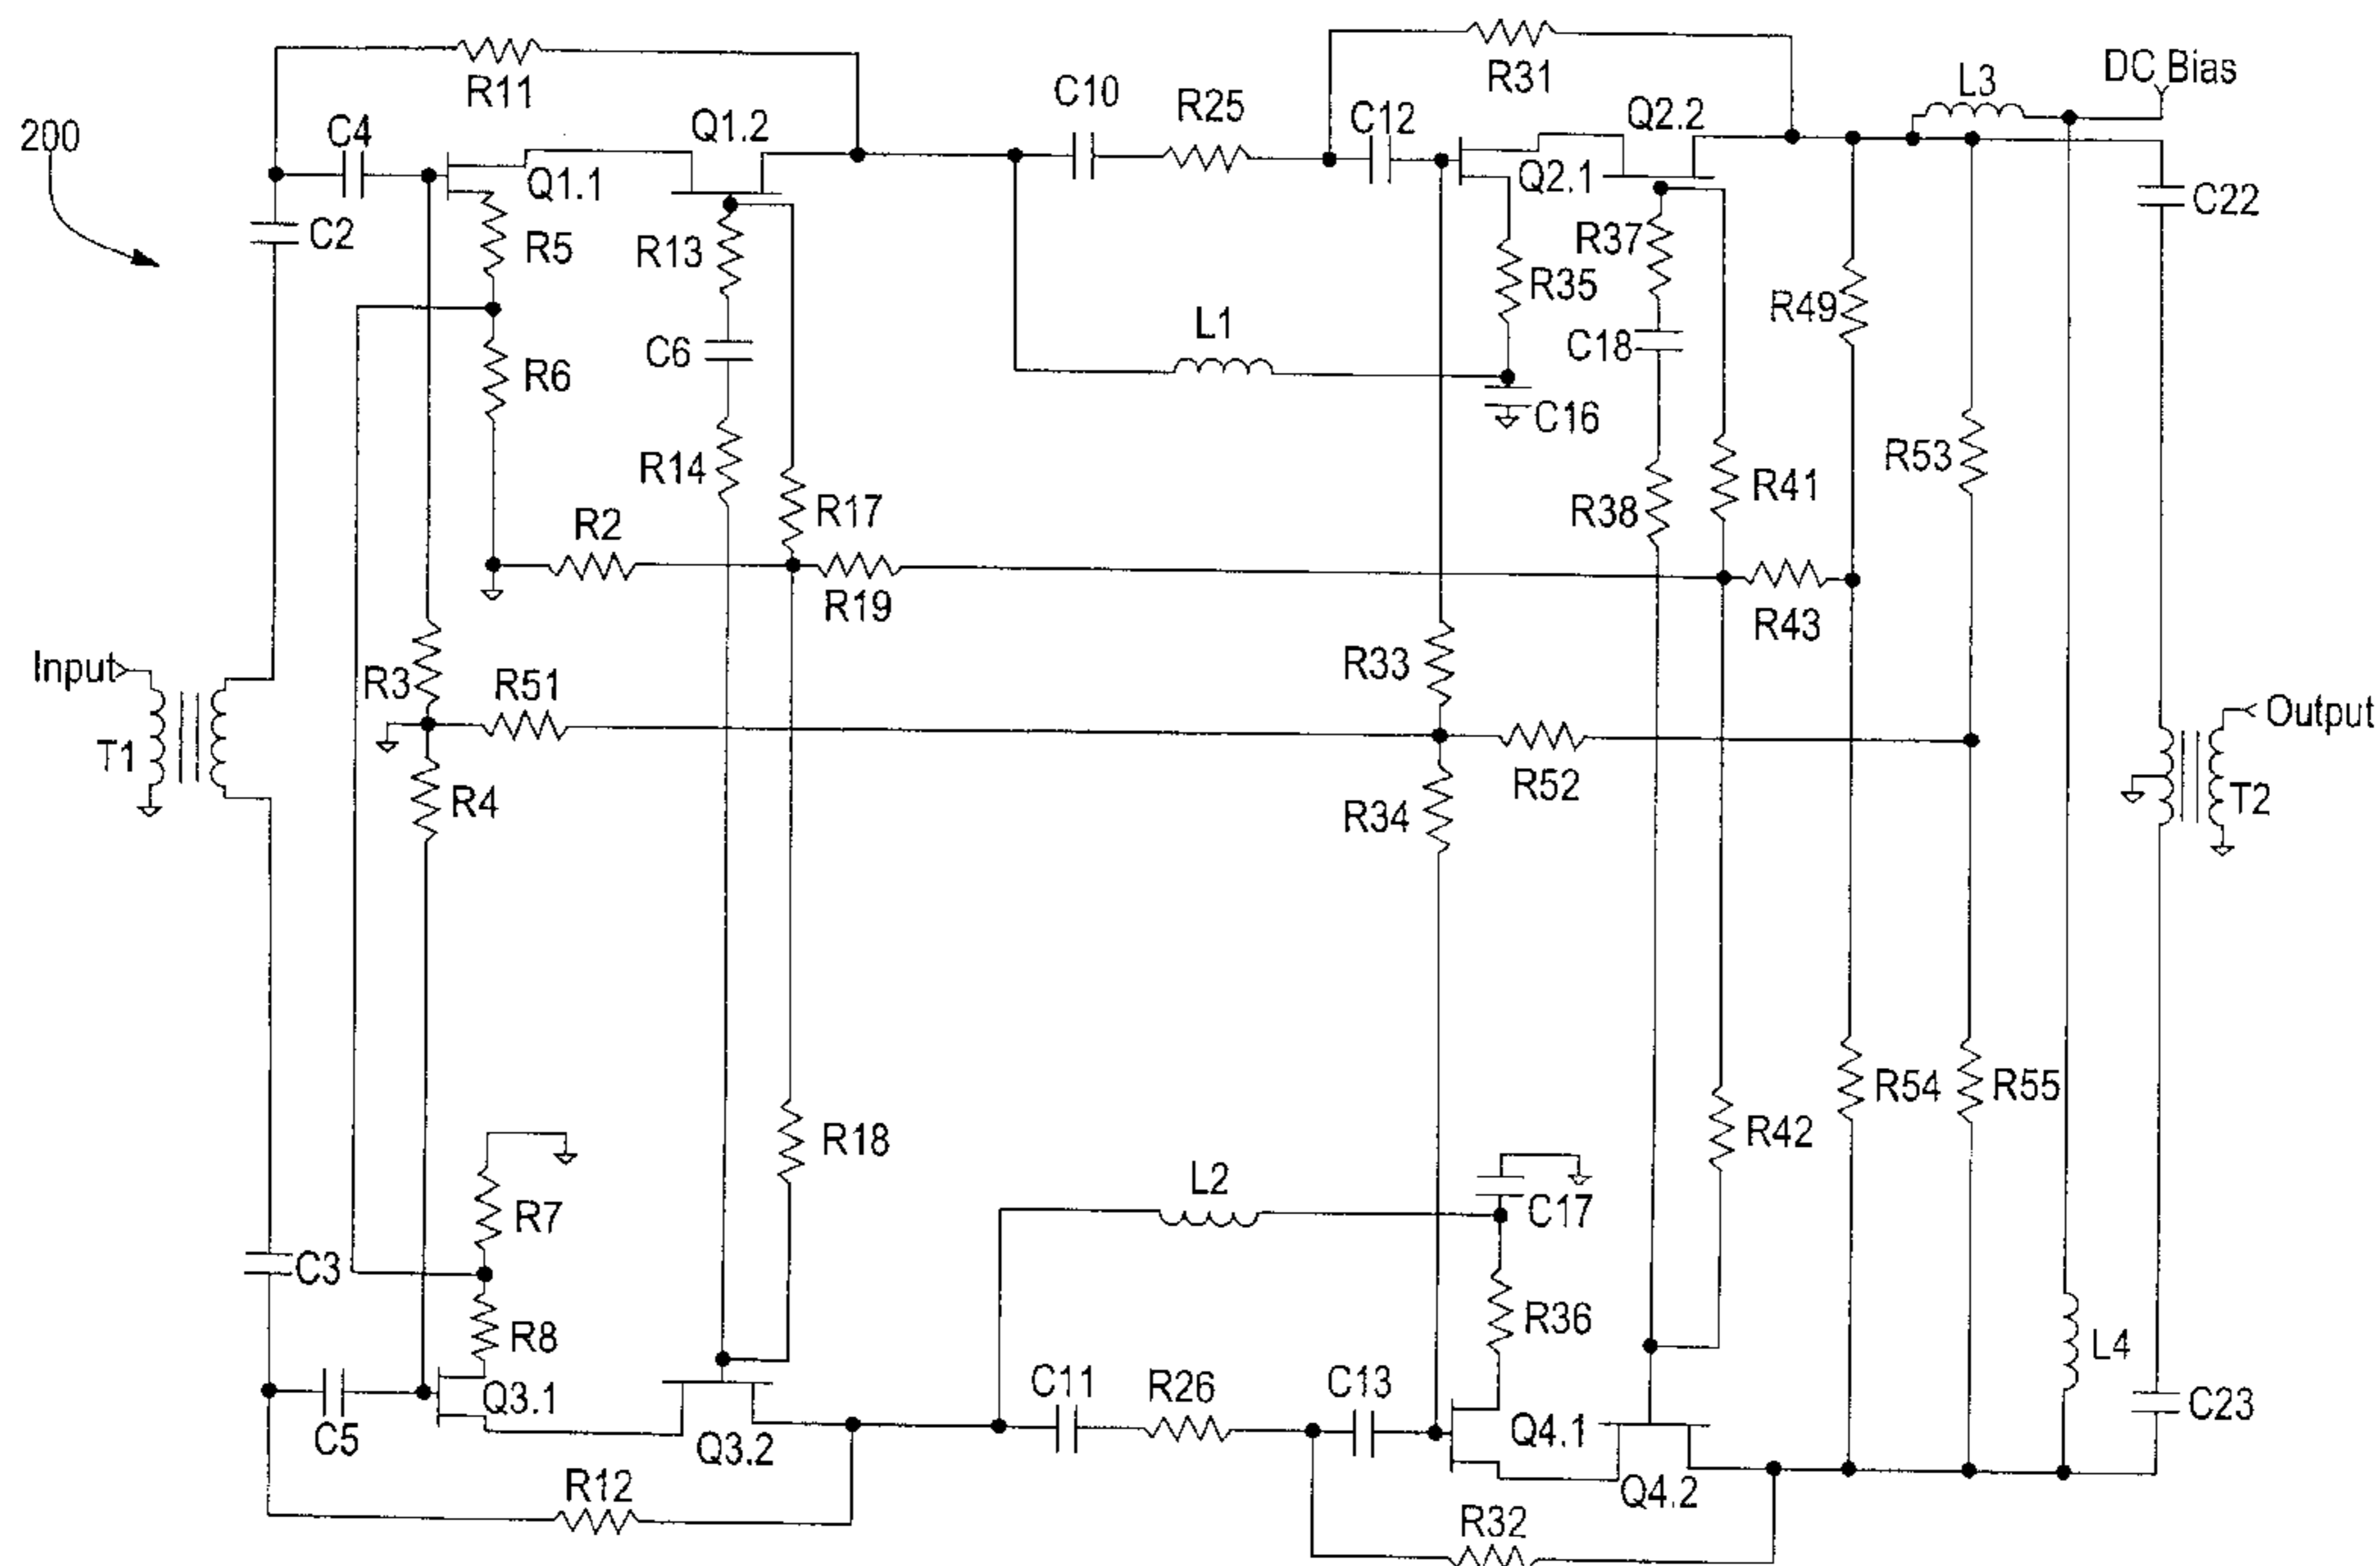 200
R11
C4
Q1.2
C10
R25
C12
R31
Q2.2
L3
DC Bias
C2
Q1.1
R5
R13
Q2.1
R37
C22
R6
C6
L1
R35
C18
R49
C16
R14
R17
R38
R41
R53
R2
R19
R43
Input
R3
R51
R33
Output
T1
R4
R34
R52
T2
R18
R54
R55
R42
L2
C17
R7
C3
R8
R36
L4
C5
Q3.1
Q3.2
C11
R26
C13
Q4.1
Q4.2
C23
R12
R32